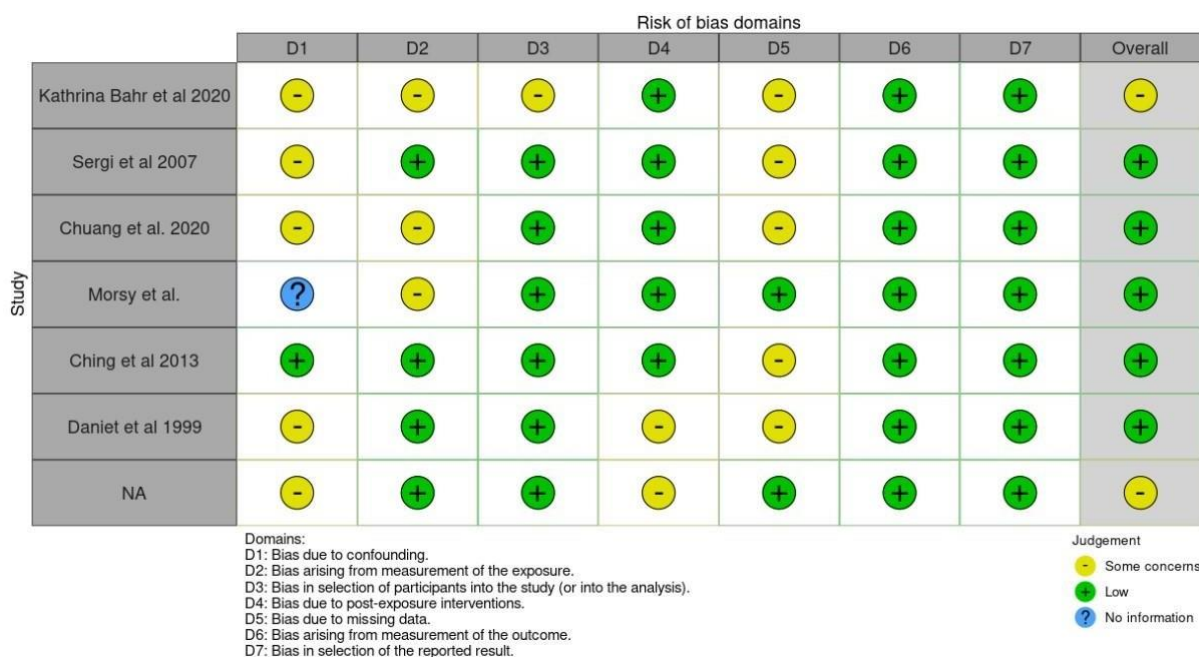 Risk of bias domains
D1 D2 D3 D4 D5 D6 D7 Overall
Study
Kathrina Bahr et al 2020 - - - + - + + -
Sergi et al 2007 - + + + - + + +
Chuang et al. 2020 - - + + - + + +
Morsy et al. ? - + + + + + +
Ching et al 2013 + + + + - + + +
Daniet et al 1999 - + + - - + + +
NA - + + - + + + -
Domains:
D1: Bias due to confounding.
D2: Bias arising from measurement of the exposure.
D3: Bias in selection of participants into the study (or into the analysis).
D4: Bias due to post-exposure interventions.
D5: Bias due to missing data.
D6: Bias arising from measurement of the outcome.
D7: Bias in selection of the reported result.
Judgement
- Some concerns
+ Low
? No information